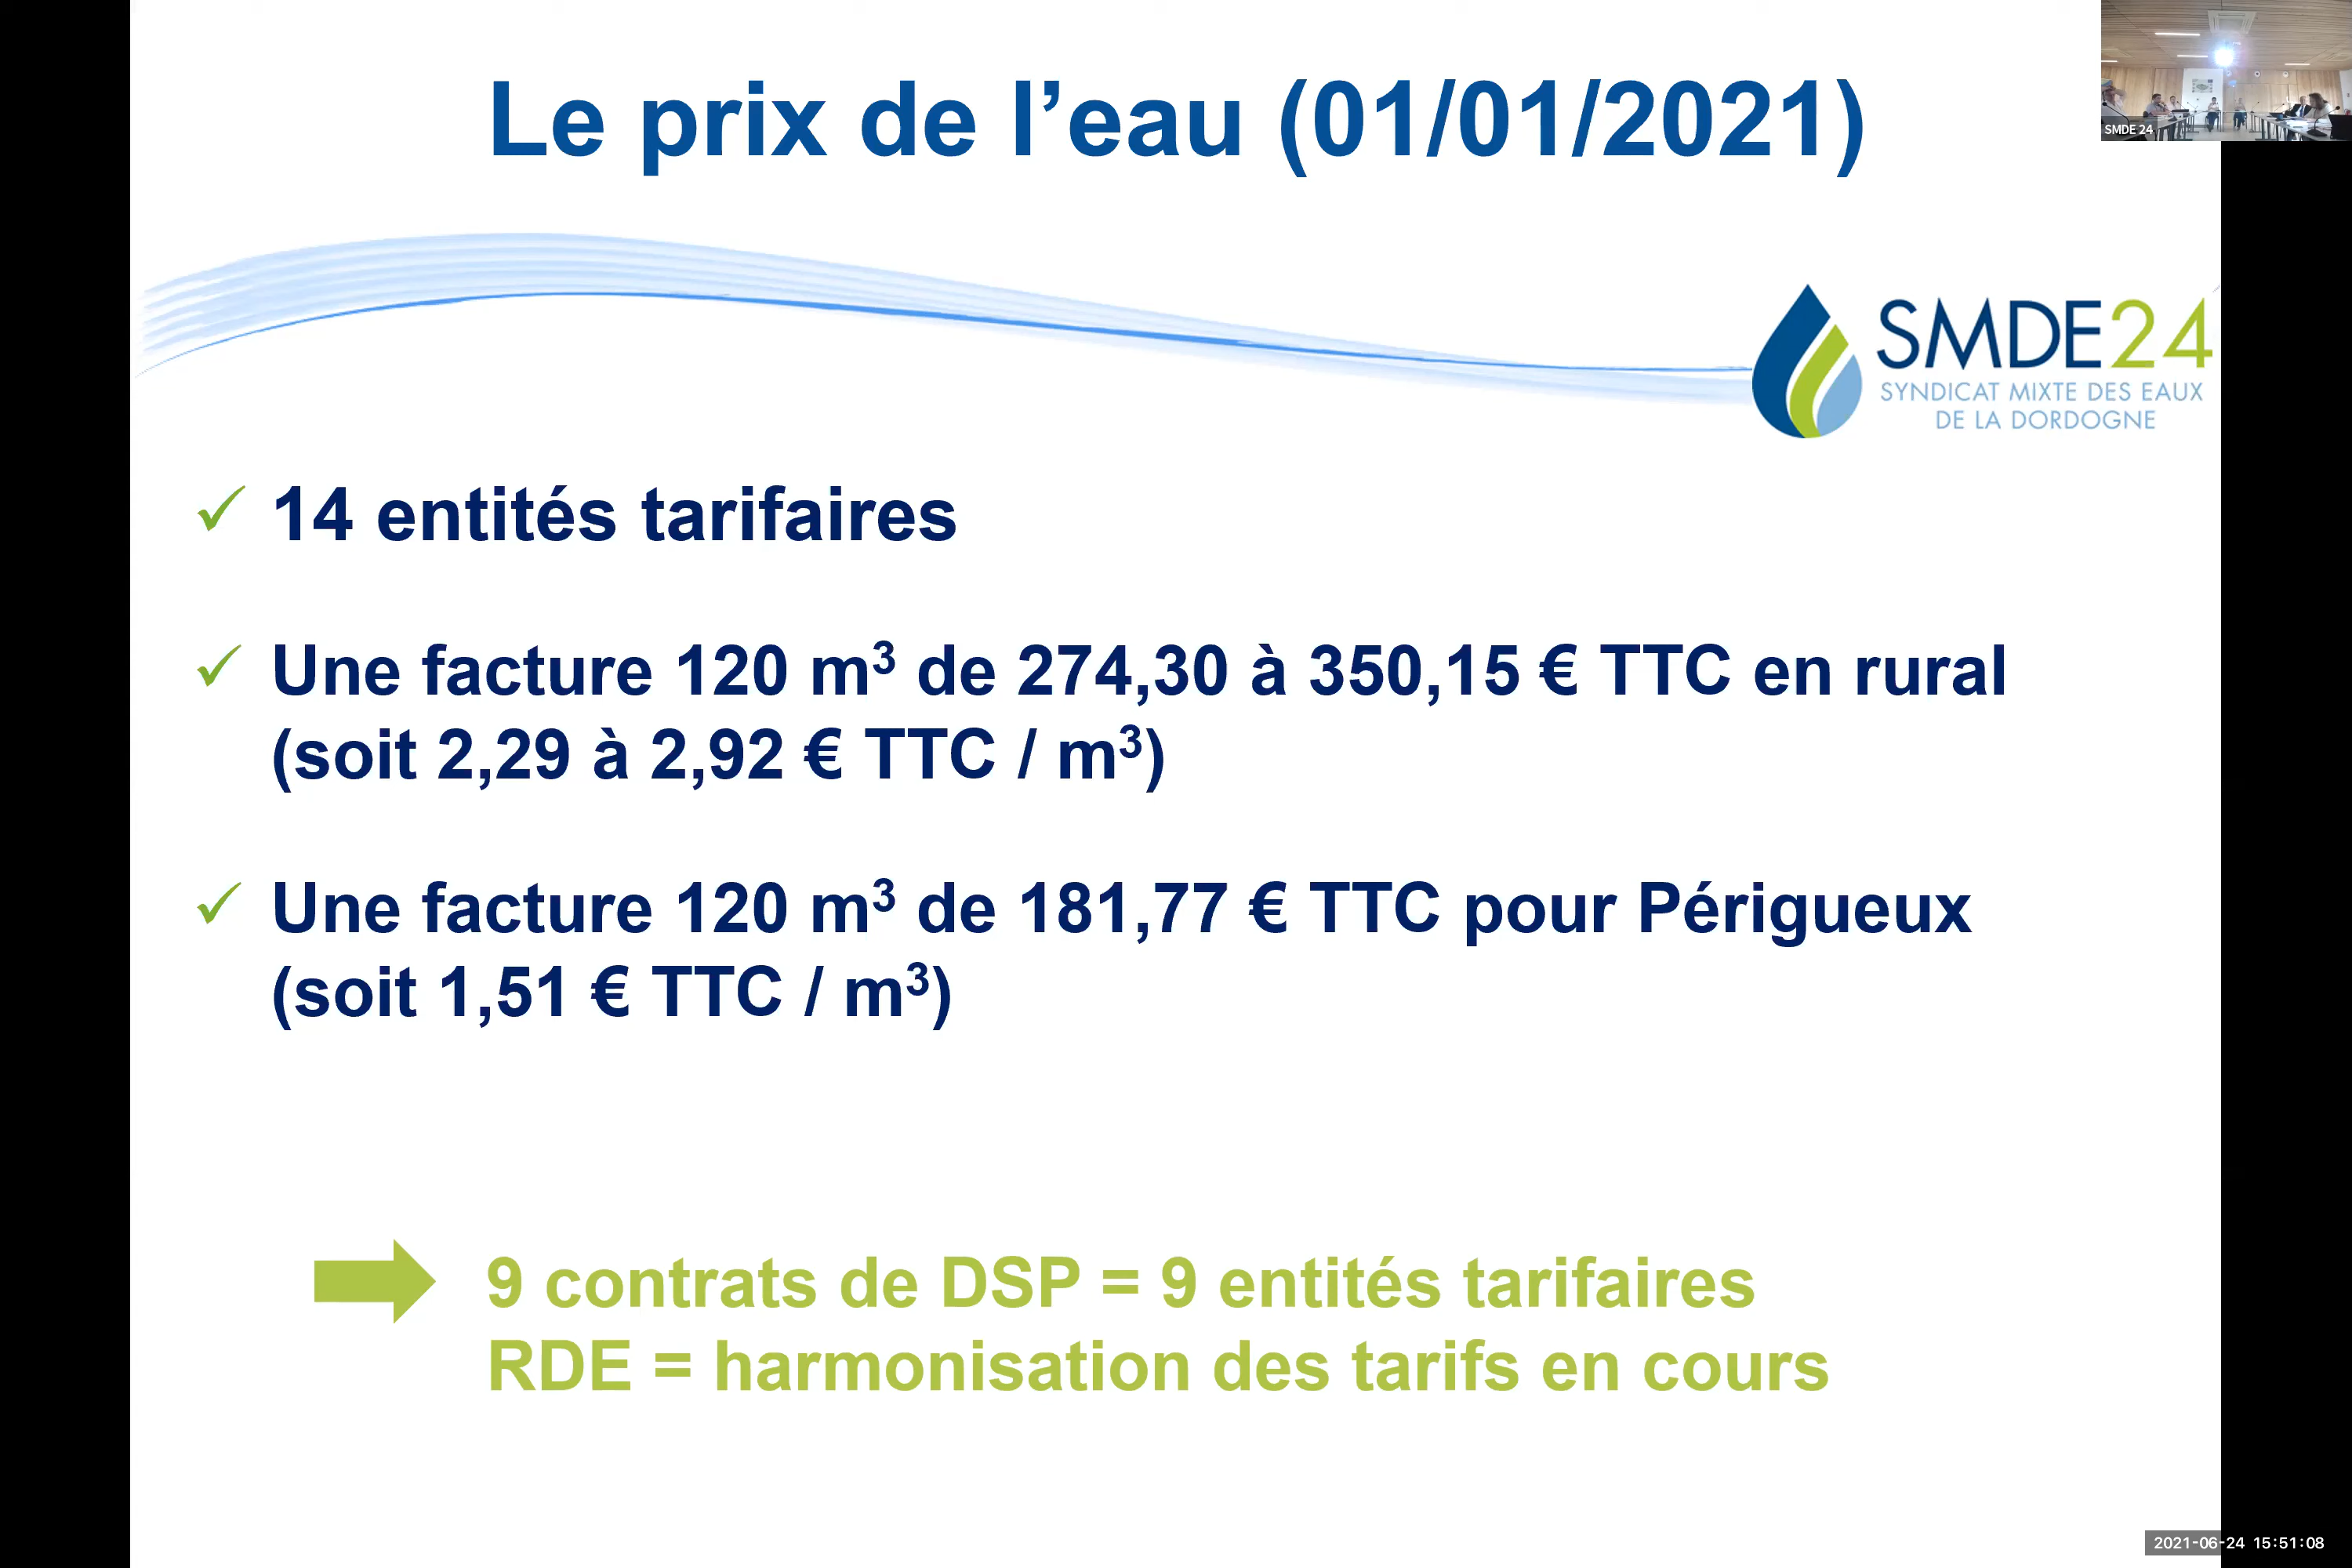 Le prix de l’eau (01/01/2021)
SMDE 24
SMDE24
SYNDICAT MIXTE DES EAUX
DE LA DORDOGNE
✓ 14 entités tarifaires
✓ Une facture 120 m³ de 274,30 à 350,15 € TTC en rural
(soit 2,29 à 2,92 € TTC / m³)
✓ Une facture 120 m³ de 181,77 € TTC pour Périgueux
(soit 1,51 € TTC / m³)
9 contrats de DSP = 9 entités tarifaires
RDE = harmonisation des tarifs en cours
2021-06-24 15:51:08